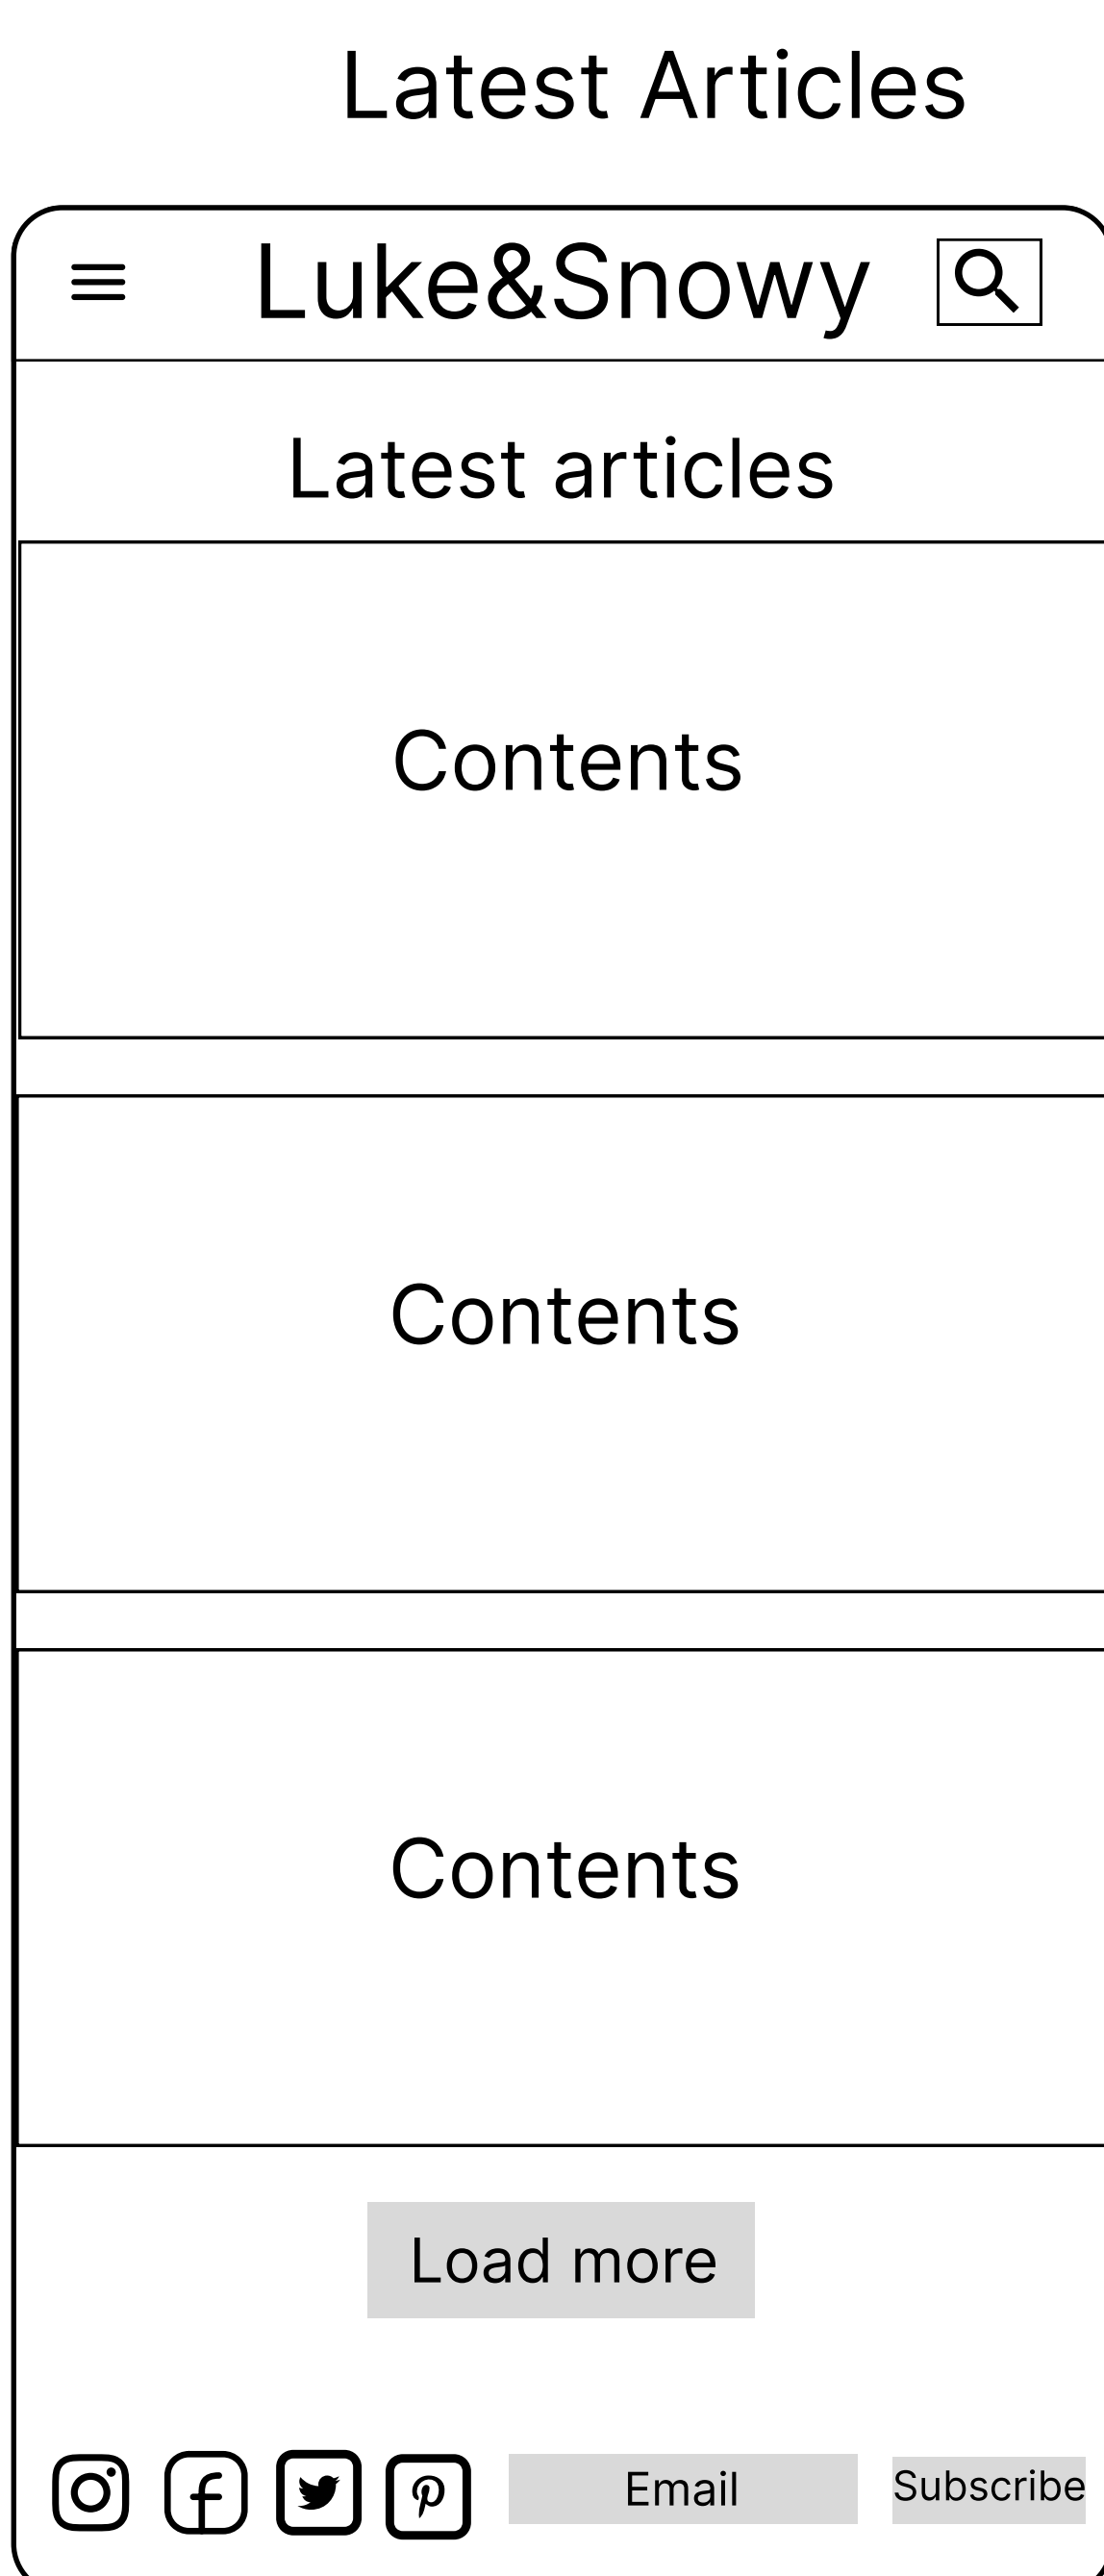 Latest Articles
Luke&Snowy
Latest articles
Contents
Contents
Contents
Load more
Email
Subscribe